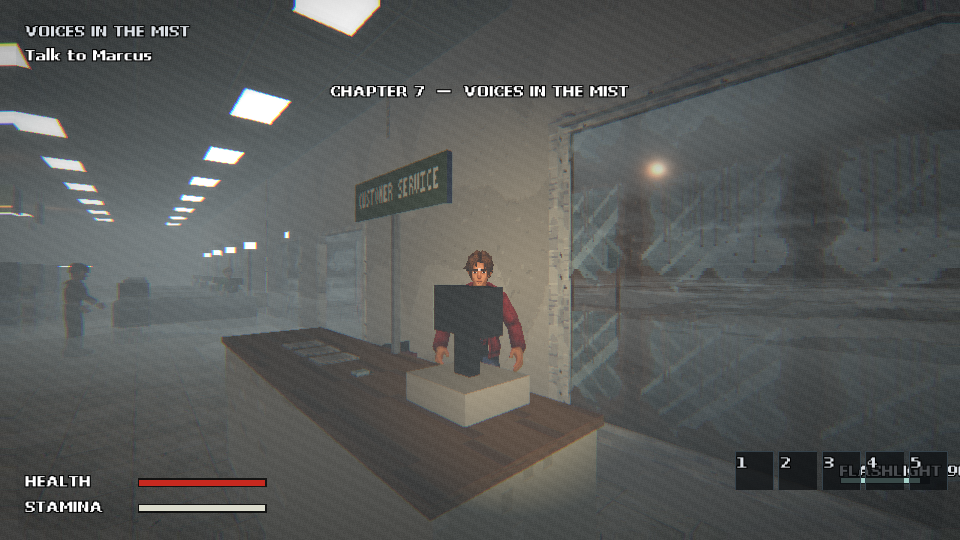 VOICES IN THE MIST
Talk to Marcus
CHAPTER 7 — VOICES IN THE MIST
CUSTOMER SERVICE
HEALTH
STAMINA
1 2 3 4 5
FLASHLIGHT